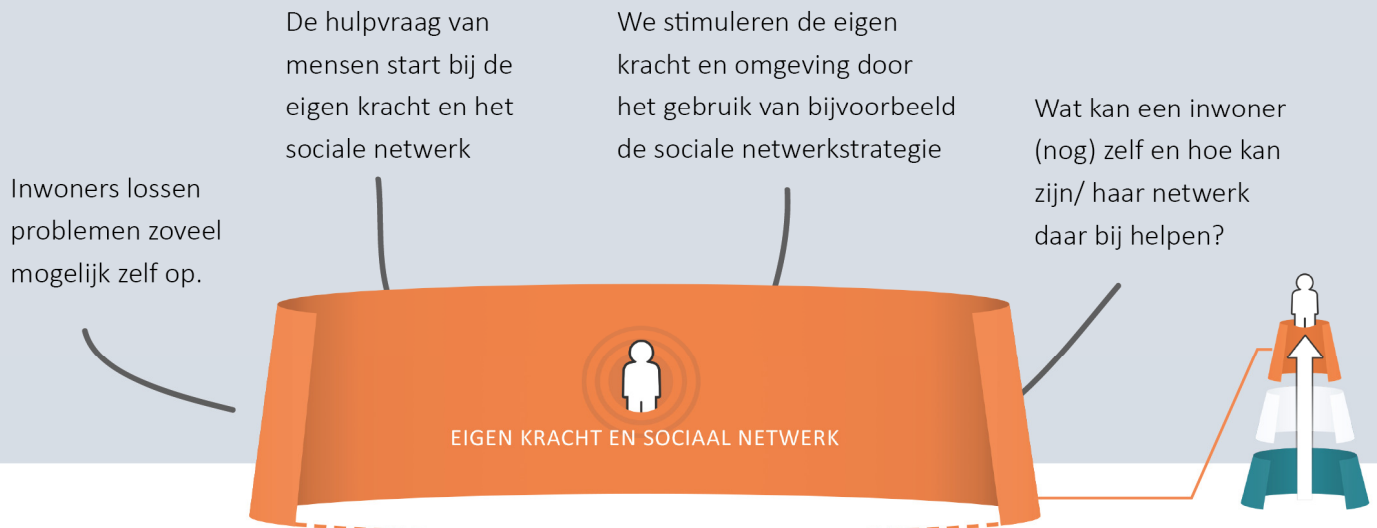 Inwoners lossen
problemen zoveel
mogelijk zelf op.
De hulpvraag van
mensen start bij de
eigen kracht en het
sociale netwerk
We stimuleren de eigen
kracht en omgeving door
het gebruik van bijvoorbeeld
de sociale netwerkstrategie
Wat kan een inwoner
(nog) zelf en hoe kan
zijn/ haar netwerk
daar bij helpen?
EIGEN KRACHT EN SOCIAAL NETWERK